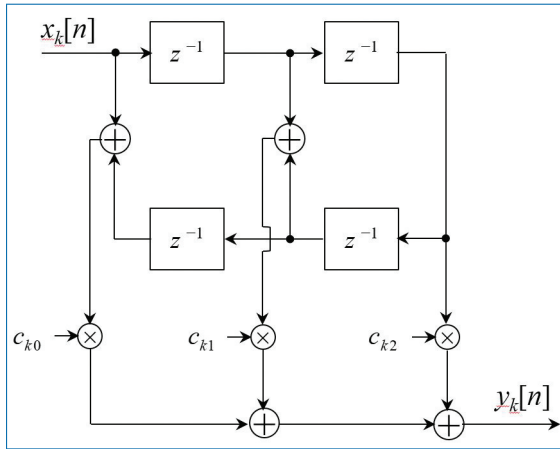 x_k[n]
z^{-1} z^{-1}
z^{-1} z^{-1}
c_{k0} c_{k1} c_{k2}
y_k[n]